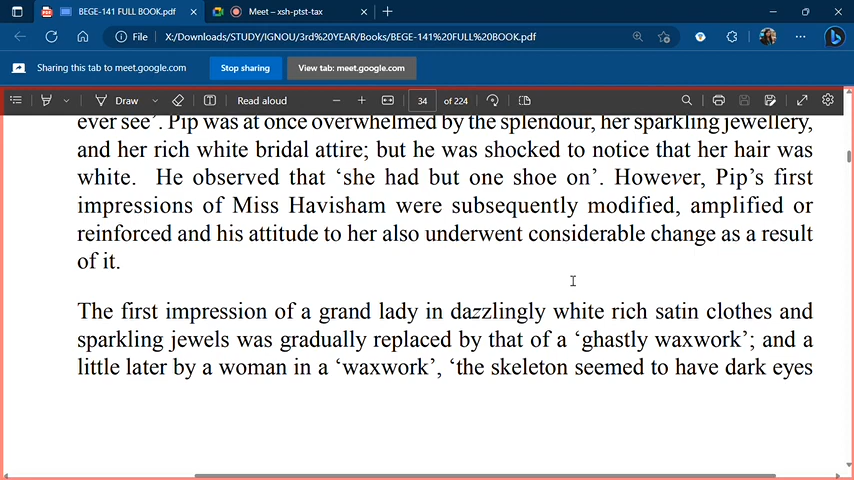 BEGE-141 FULL BOOK.pdf
Meet – xsh-ptst-tax
File X:/Downloads/STUDY/IGNOU/3rd%20YEAR/Books/BEGE-141%20FULL%20BOOK.pdf
Sharing this tab to meet.google.com Stop sharing View tab: meet.google.com
Draw Read aloud 34 of 224
ever see’. Pip was at once overwhelmed by the splendour, her sparkling jewellery,
and her rich white bridal attire; but he was shocked to notice that her hair was
white. He observed that ‘she had but one shoe on’. However, Pip’s first
impressions of Miss Havisham were subsequently modified, amplified or
reinforced and his attitude to her also underwent considerable change as a result
of it.
The first impression of a grand lady in dazzlingly white rich satin clothes and
sparkling jewels was gradually replaced by that of a ‘ghastly waxwork’; and a
little later by a woman in a ‘waxwork’, ‘the skeleton seemed to have dark eyes